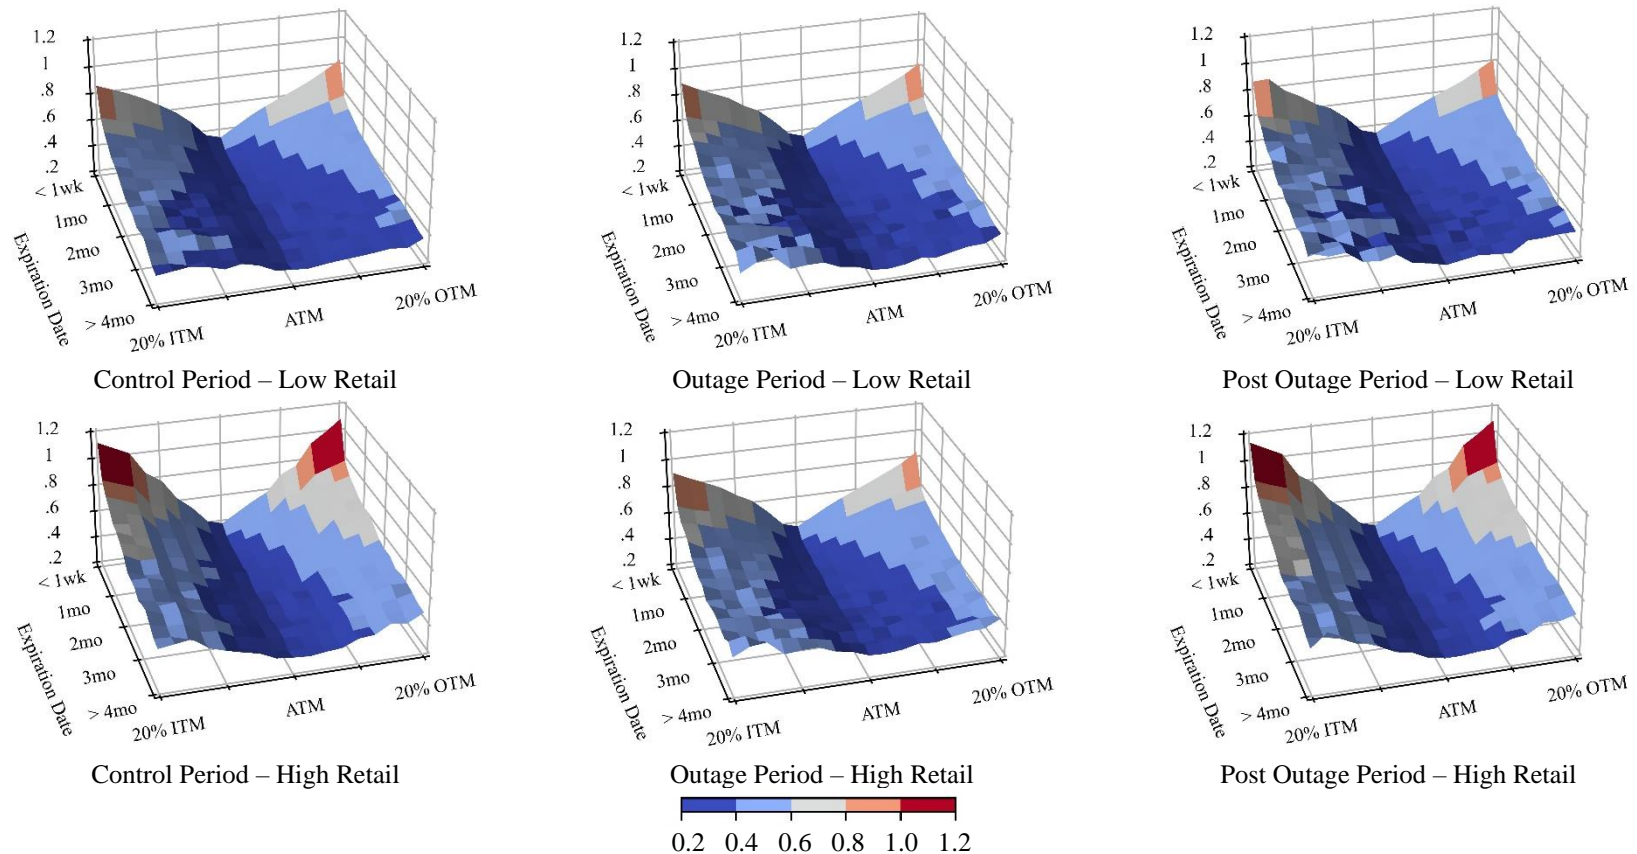 1.2
1
.8
.6
.4
.2
< 1wk
1mo
2mo
3mo
> 4mo
Expiration Date
20% ITM
ATM
20% OTM
Control Period – Low Retail
1.2
1
.8
.6
.4
.2
< 1wk
1mo
2mo
3mo
> 4mo
Expiration Date
20% ITM
ATM
20% OTM
Outage Period – Low Retail
1.2
1
.8
.6
.4
.2
< 1wk
1mo
2mo
3mo
> 4mo
Expiration Date
20% ITM
ATM
20% OTM
Post Outage Period – Low Retail
1.2
1
.8
.6
.4
.2
< 1wk
1mo
2mo
3mo
> 4mo
Expiration Date
20% ITM
ATM
20% OTM
Control Period – High Retail
1.2
1
.8
.6
.4
.2
< 1wk
1mo
2mo
3mo
> 4mo
Expiration Date
20% ITM
ATM
20% OTM
Outage Period – High Retail
1.2
1
.8
.6
.4
.2
< 1wk
1mo
2mo
3mo
> 4mo
Expiration Date
20% ITM
ATM
20% OTM
Post Outage Period – High Retail
0.2 0.4 0.6 0.8 1.0 1.2